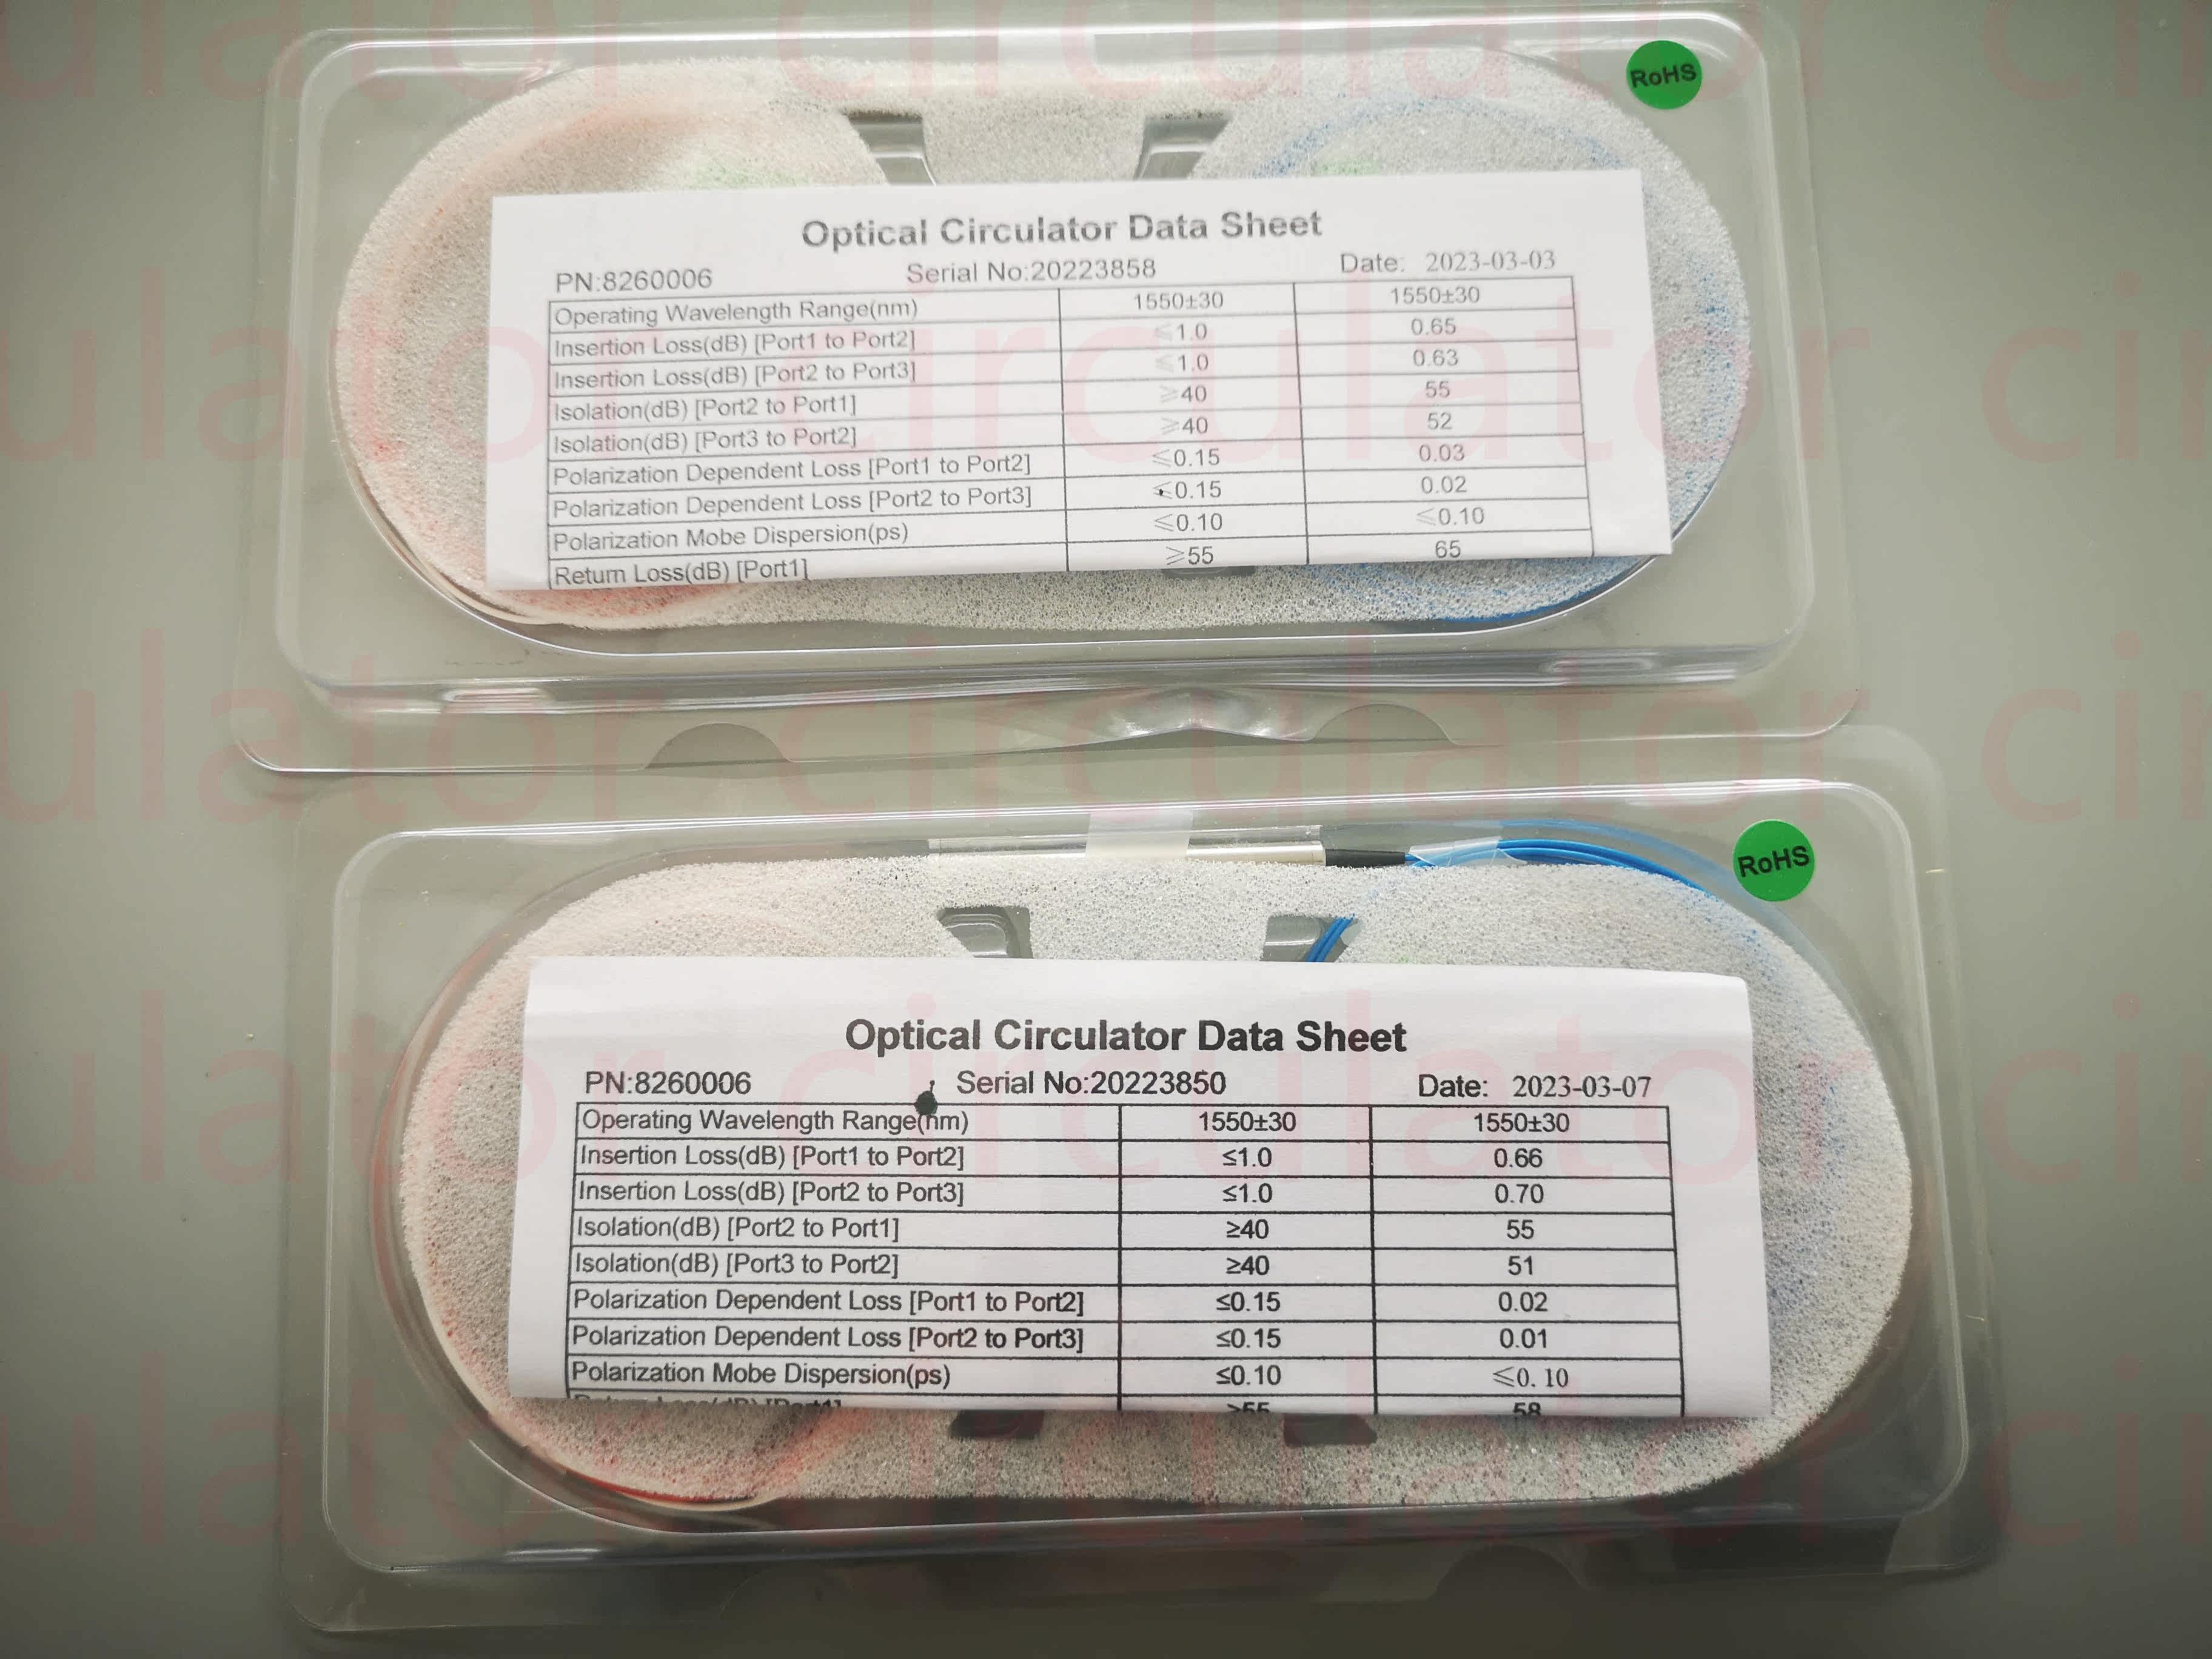 RoHS
Optical Circulator Data Sheet
PN:8260006 Serial No:20223858 Date: 2023-03-03
Operating Wavelength Range(nm) 1550±30 1550±30
Insertion Loss(dB) [Port1 to Port2] ≤1.0 0.65
Insertion Loss(dB) [Port2 to Port3] ≤1.0 0.63
Isolation(dB) [Port2 to Port1] ≥40 55
Isolation(dB) [Port3 to Port2] ≥40 52
Polarization Dependent Loss [Port1 to Port2] ≤0.15 0.03
Polarization Dependent Loss [Port2 to Port3] ≤0.15 0.02
Polarization Mobe Dispersion(ps) ≤0.10 ≤0.10
Return Loss(dB) [Port1] ≥55 65
RoHS
Optical Circulator Data Sheet
PN:8260006 Serial No:20223850 Date: 2023-03-07
Operating Wavelength Range(nm) 1550±30 1550±30
Insertion Loss(dB) [Port1 to Port2] ≤1.0 0.66
Insertion Loss(dB) [Port2 to Port3] ≤1.0 0.70
Isolation(dB) [Port2 to Port1] ≥40 55
Isolation(dB) [Port3 to Port2] ≥40 51
Polarization Dependent Loss [Port1 to Port2] ≤0.15 0.02
Polarization Dependent Loss [Port2 to Port3] ≤0.15 0.01
Polarization Mobe Dispersion(ps) ≤0.10 ≤0.10
Return Loss(dB) [Port1] ≥55 58
circulator